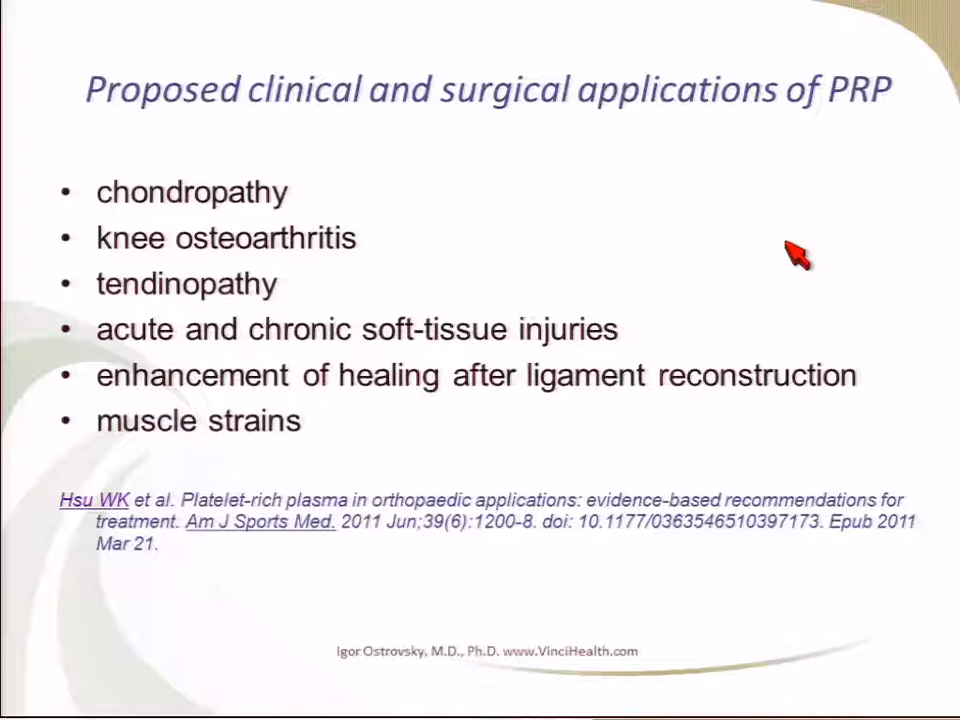 Proposed clinical and surgical applications of PRP
• chondropathy
• knee osteoarthritis
• tendinopathy
• acute and chronic soft-tissue injuries
• enhancement of healing after ligament reconstruction
• muscle strains
Hsu WK et al. Platelet-rich plasma in orthopaedic applications: evidence-based recommendations for
treatment. Am J Sports Med. 2011 Jun;39(6):1200-8. doi: 10.1177/0363546510397173. Epub 2011
Mar 21.
Igor Ostrovsky, M.D., Ph.D. www.VinciHealth.com